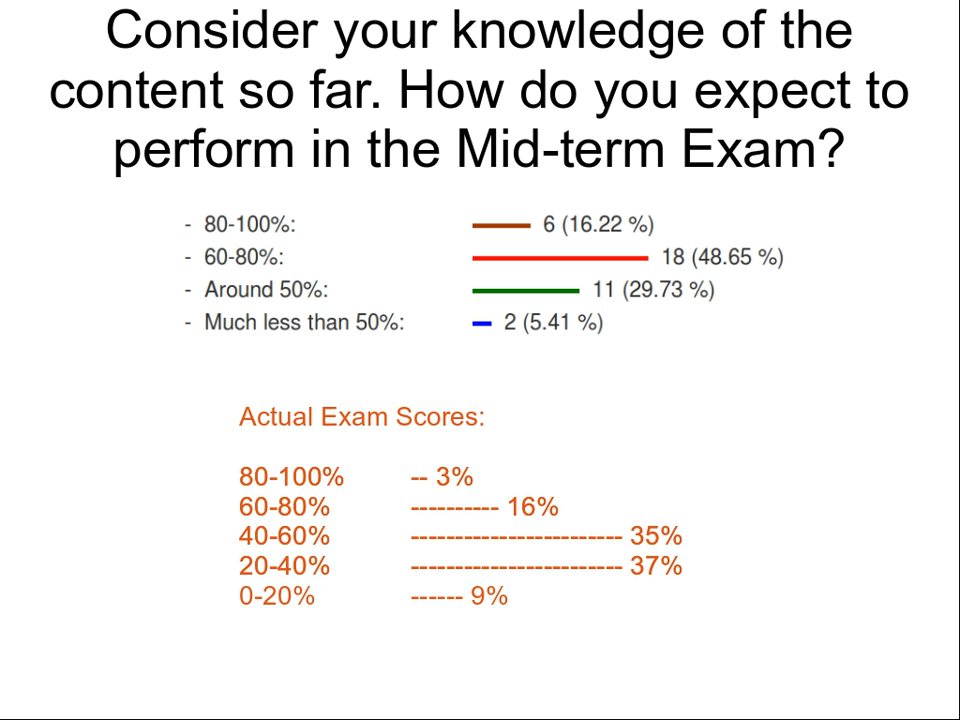 Consider your knowledge of the
content so far. How do you expect to
perform in the Mid-term Exam?
- 80-100%: 6 (16.22 %)
- 60-80%: 18 (48.65 %)
- Around 50%: 11 (29.73 %)
- Much less than 50%: 2 (5.41 %)
Actual Exam Scores:
80-100% -- 3%
60-80% ---------- 16%
40-60% ------------------------ 35%
20-40% ------------------------ 37%
0-20% ------ 9%